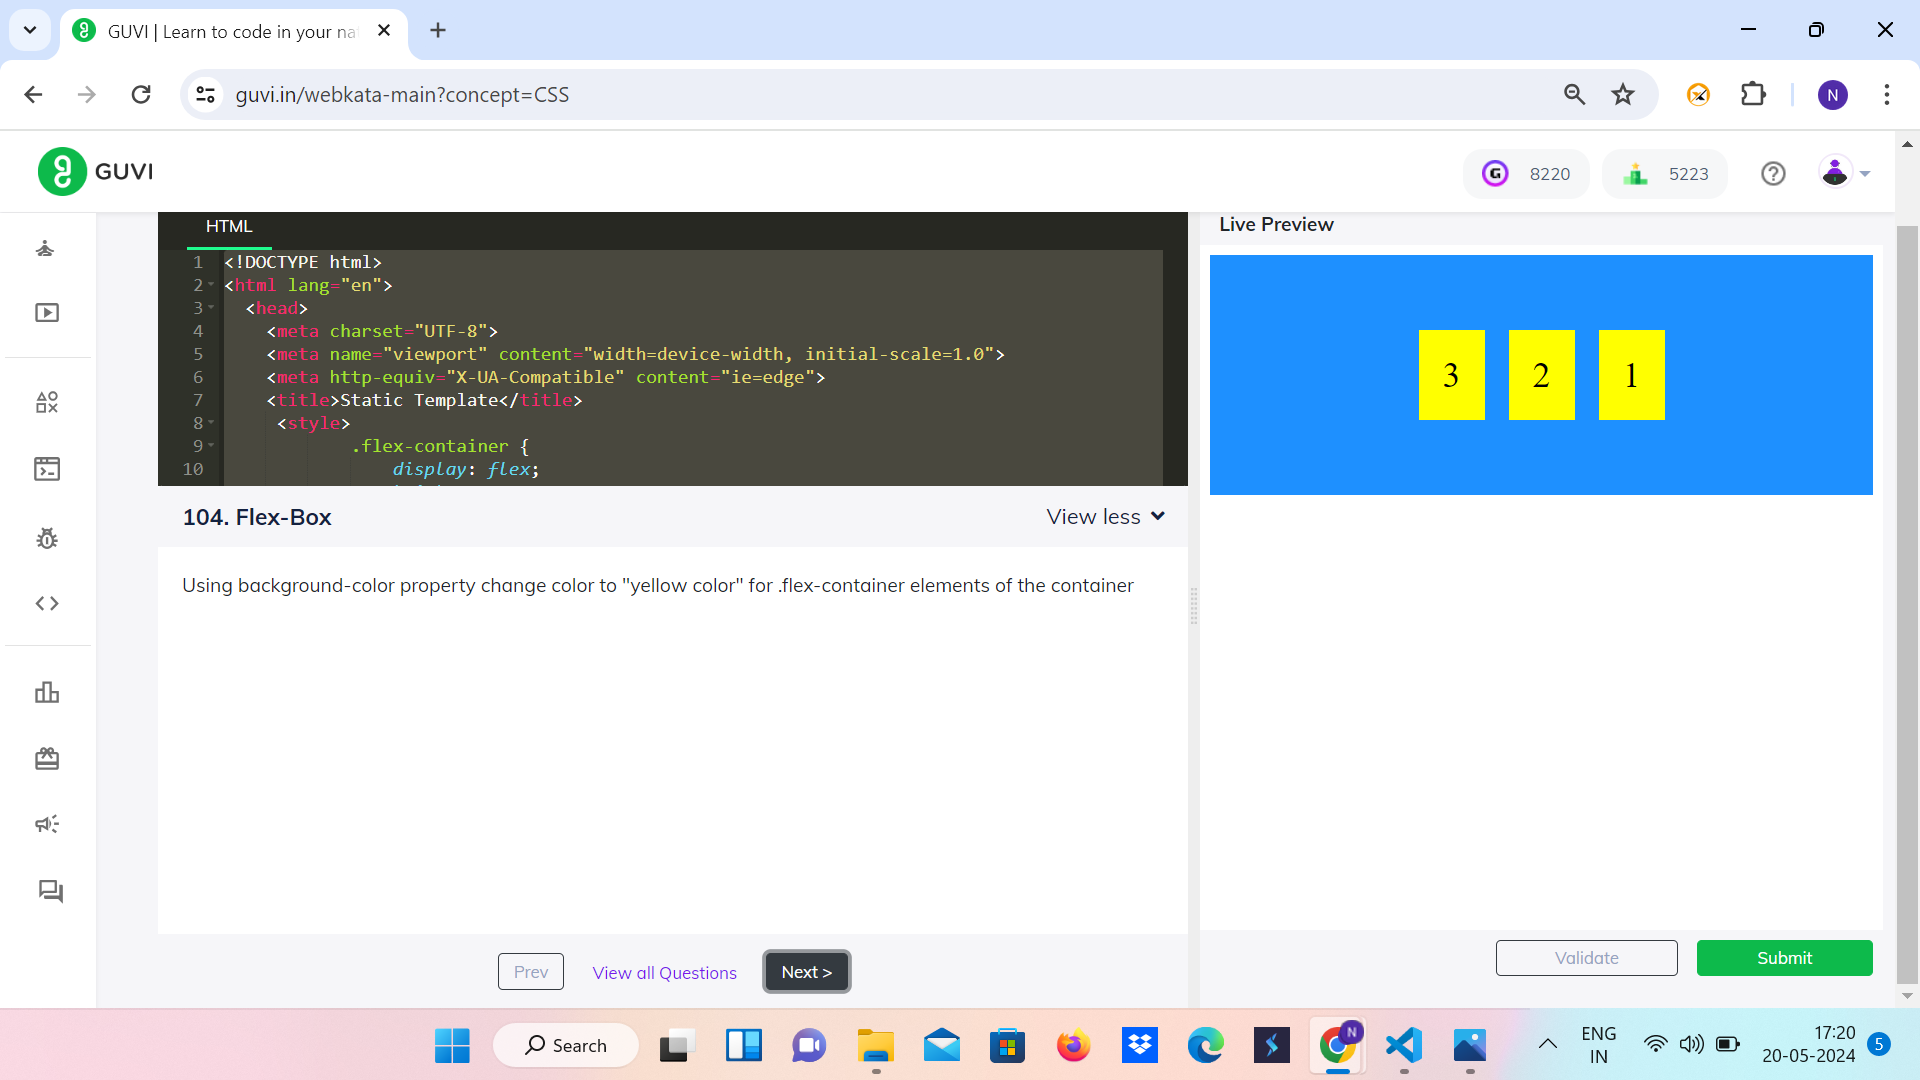 GUVI | Learn to code in your na
guvi.in/webkata-main?concept=CSS
N
GUVI
G
8220
5223
HTML
1 <!DOCTYPE html>
2 <html lang="en">
3 <head>
4 <meta charset="UTF-8">
5 <meta name="viewport" content="width=device-width, initial-scale=1.0">
6 <meta http-equiv="X-UA-Compatible" content="ie=edge">
7 <title>Static Template</title>
8 <style>
9 .flex-container {
10 display: flex;
Live Preview
3 2 1
104. Flex-Box
View less
Using background-color property change color to "yellow color" for .flex-container elements of the container
Prev
View all Questions
Next >
Validate
Submit
Search
N
ENG
IN
17:20
20-05-2024
5